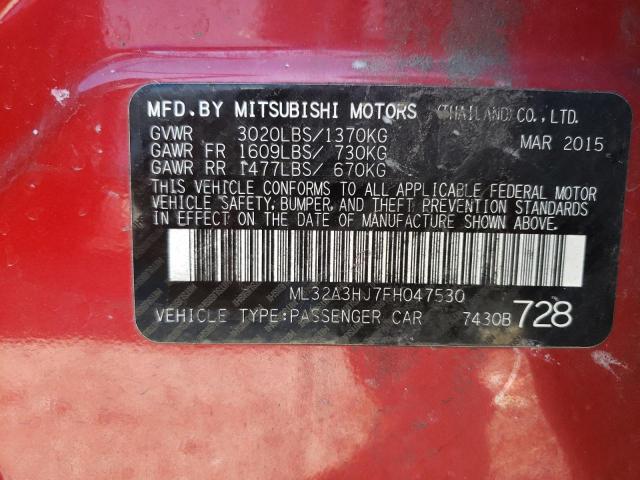 MFD.BY MITSUBISHI MOTORS (THAILAND)CO.,LTD.
GVWR 3020LBS/1370KG MAR 2015
GAWR FR 1609LBS/ 730KG
GAWR RR 1477LBS/ 670KG
THIS VEHICLE CONFORMS TO ALL APPLICABLE FEDERAL MOTOR
VEHICLE SAFETY, BUMPER, AND THEFT PREVENTION STANDARDS
IN EFFECT ON THE DATE OF MANUFACTURE SHOWN ABOVE.
ML32A3HJ7FH047530
VEHICLE TYPE:PASSENGER CAR 7430B 728